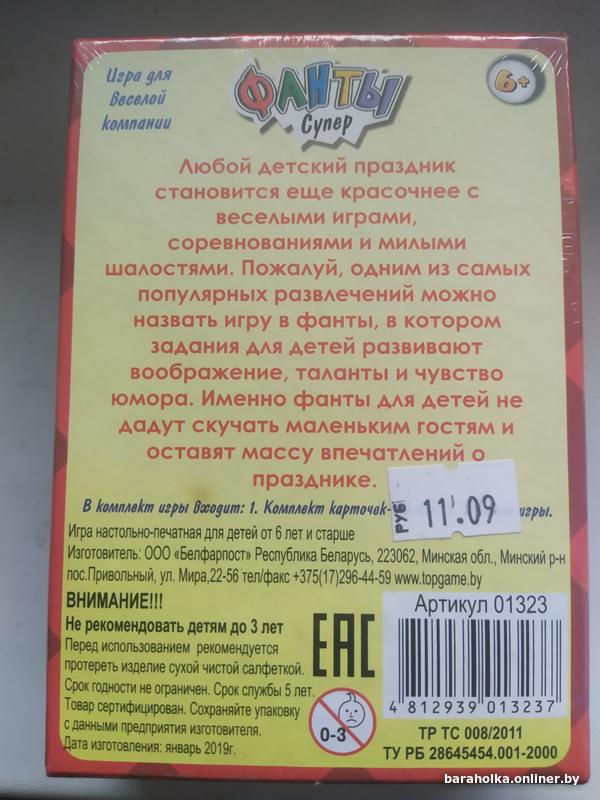 Игра для
веселой
компании
ФАНТЫ
Супер
6+
Любой детский праздник
становится еще красочнее с
веселыми играми,
соревнованиями и милыми
шалостями. Пожалуй, одним из самых
популярных развлечений можно
назвать игру в фанты, в котором
задания для детей развивают
воображение, таланты и чувство
юмора. Именно фанты для детей не
дадут скучать маленьким гостям и
оставят массу впечатлений о
празднике.
В комплект игры входит: 1. Комплект карточек- игры.
РУБ 11.09
Игра настольно-печатная для детей от 6 лет и старше
Изготовитель: ООО «Белфарпост» Республика Беларусь, 223062, Минская обл., Минский р-н
пос.Привольный, ул. Мира,22-56 тел/факс +375(17)296-44-59 www.topgame.by
ВНИМАНИЕ!!!
Не рекомендовать детям до 3 лет
Перед использованием рекомендуется
протереть изделие сухой чистой салфеткой.
Срок годности не ограничен. Срок службы 5 лет.
Товар сертифицирован. Сохраняйте упаковку
с данными предприятия изготовителя.
Дата изготовления: январь 2019г.
EAC
0-3
Артикул 01323
4 812939 013237
ТР ТС 008/2011
ТУ РБ 28645454.001-2000
baraholka.onliner.by